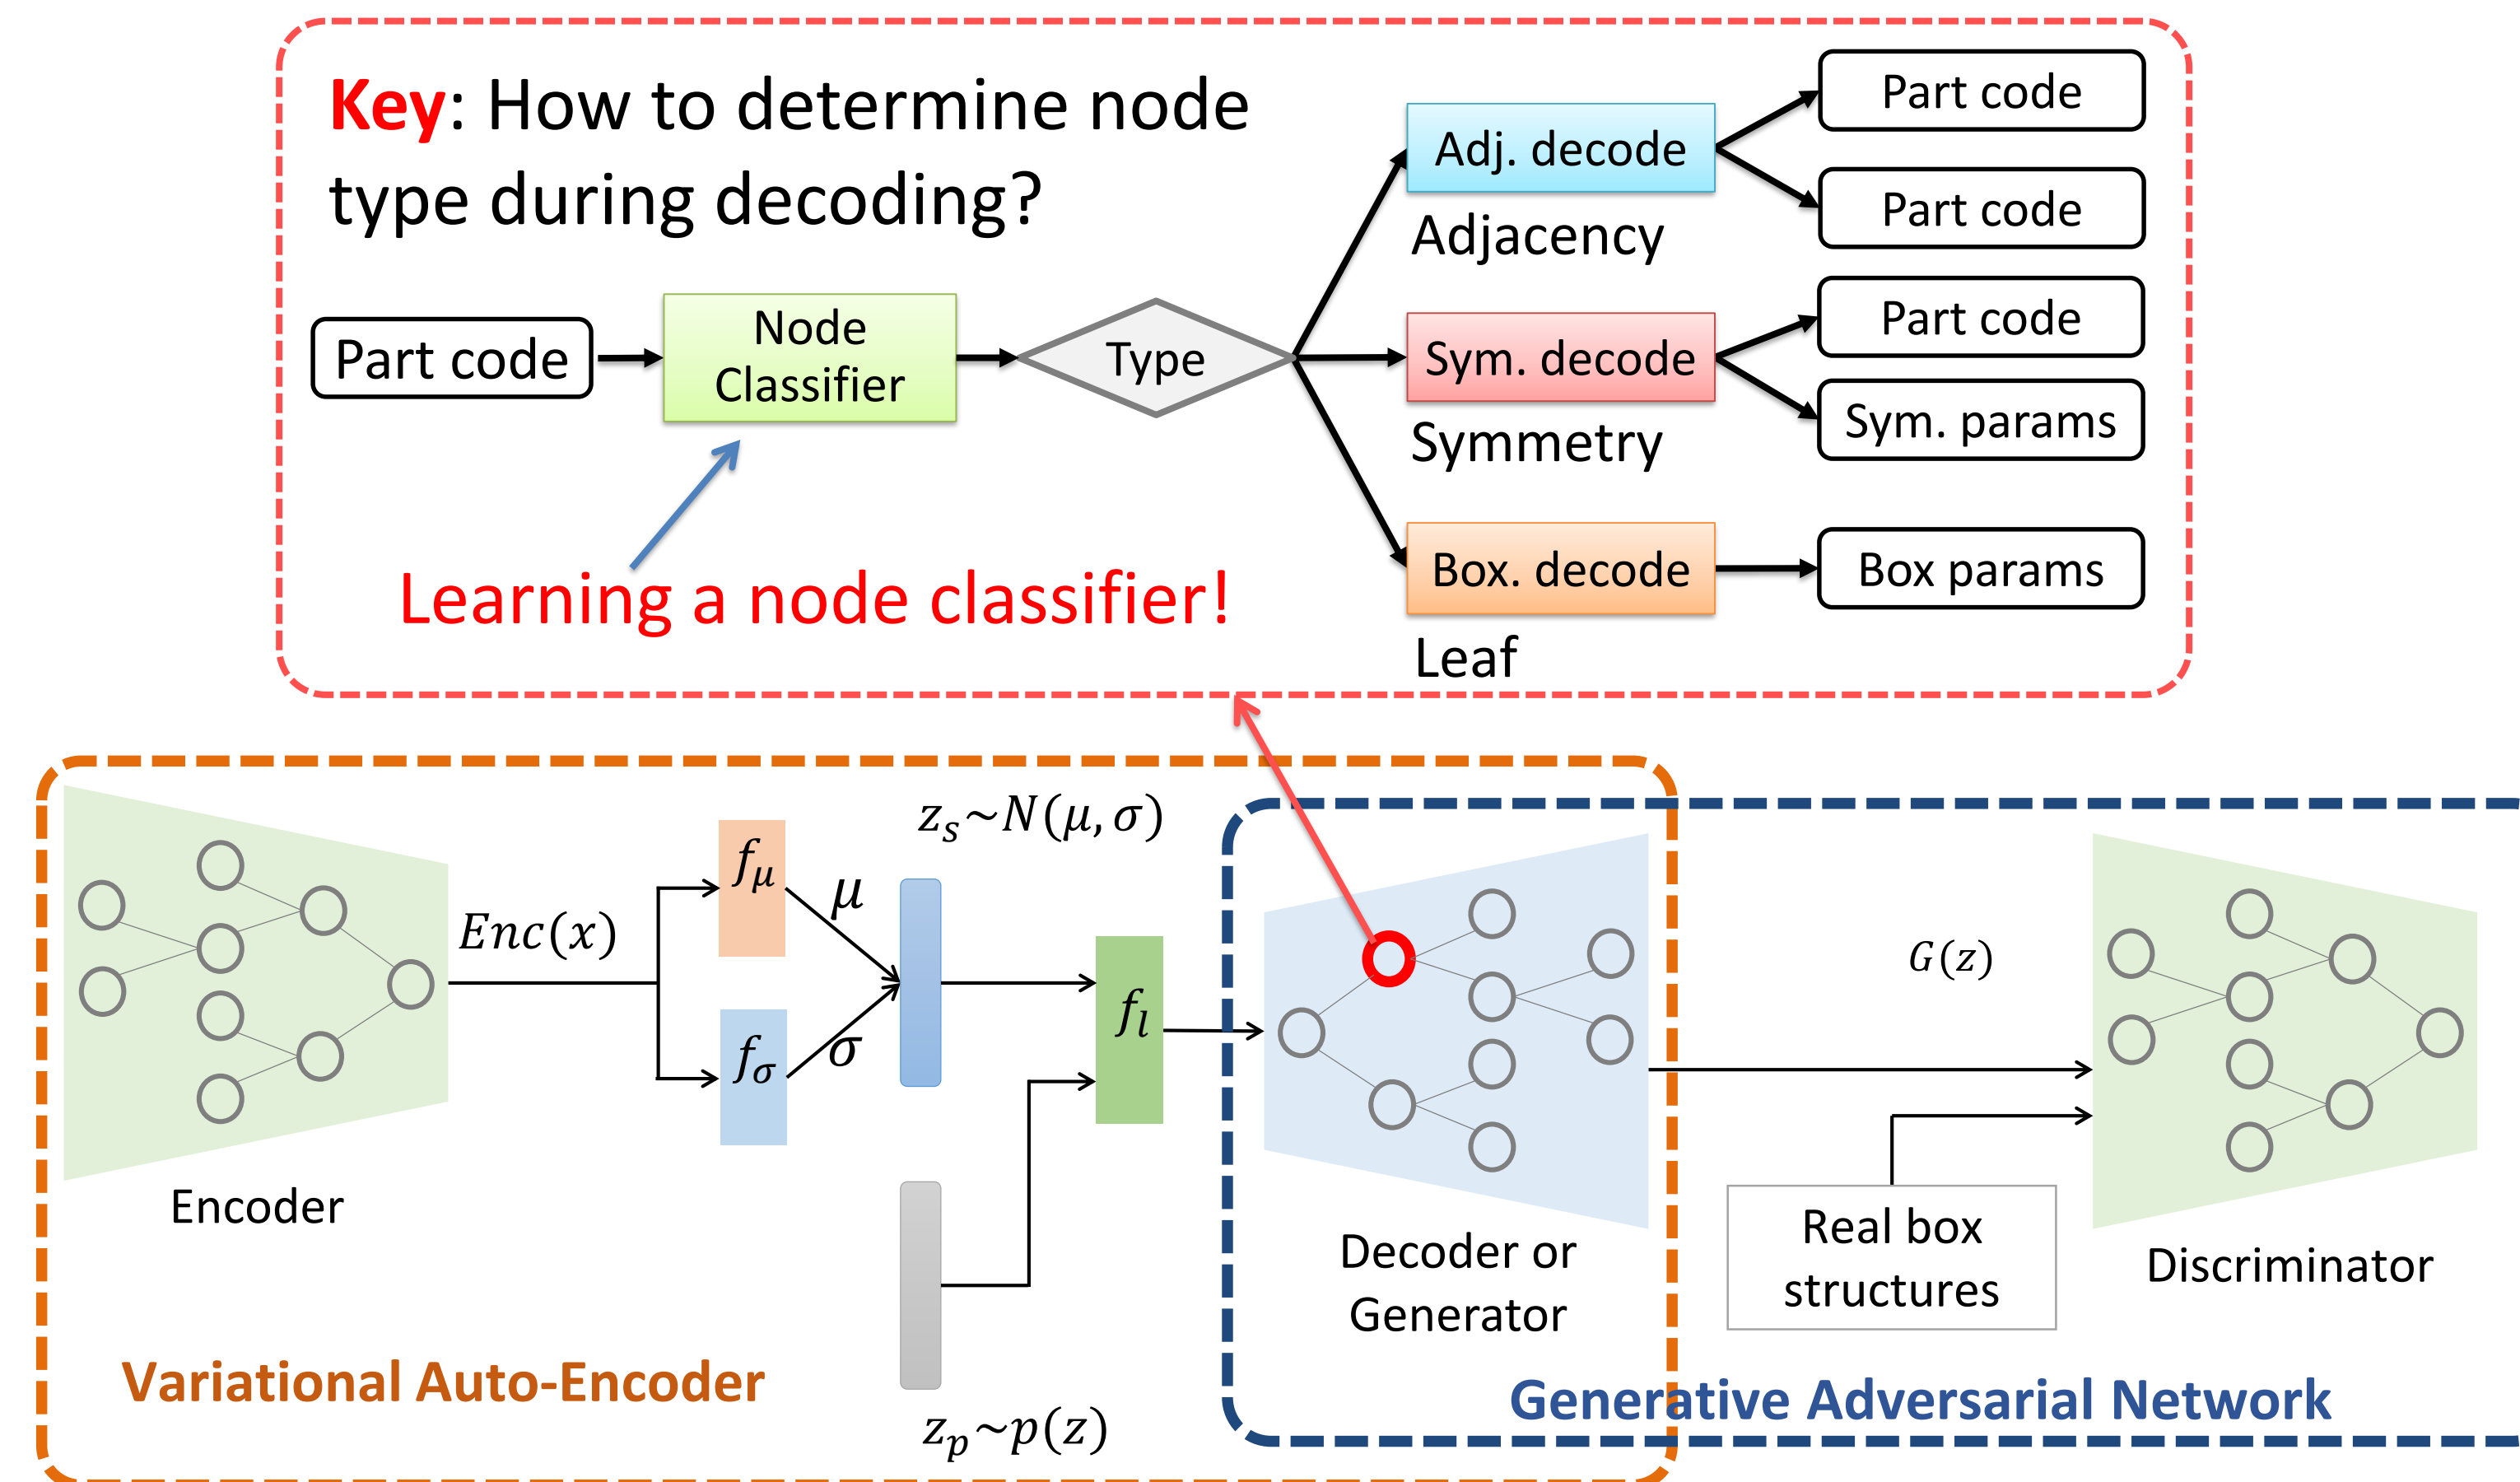 Key: How to determine node
type during decoding?
Part code
Node
Classifier
Type
Adj. decode
Adjacency
Part code
Part code
Sym. decode
Symmetry
Part code
Sym. params
Box. decode
Leaf
Box params
Learning a node classifier!
Encoder
Enc(x)
f_μ
f_σ
μ
σ
z_s~N(μ, σ)
f_l
z_p~p(z)
Decoder or
Generator
G(z)
Real box
structures
Discriminator
Variational Auto-Encoder
Generative Adversarial Network